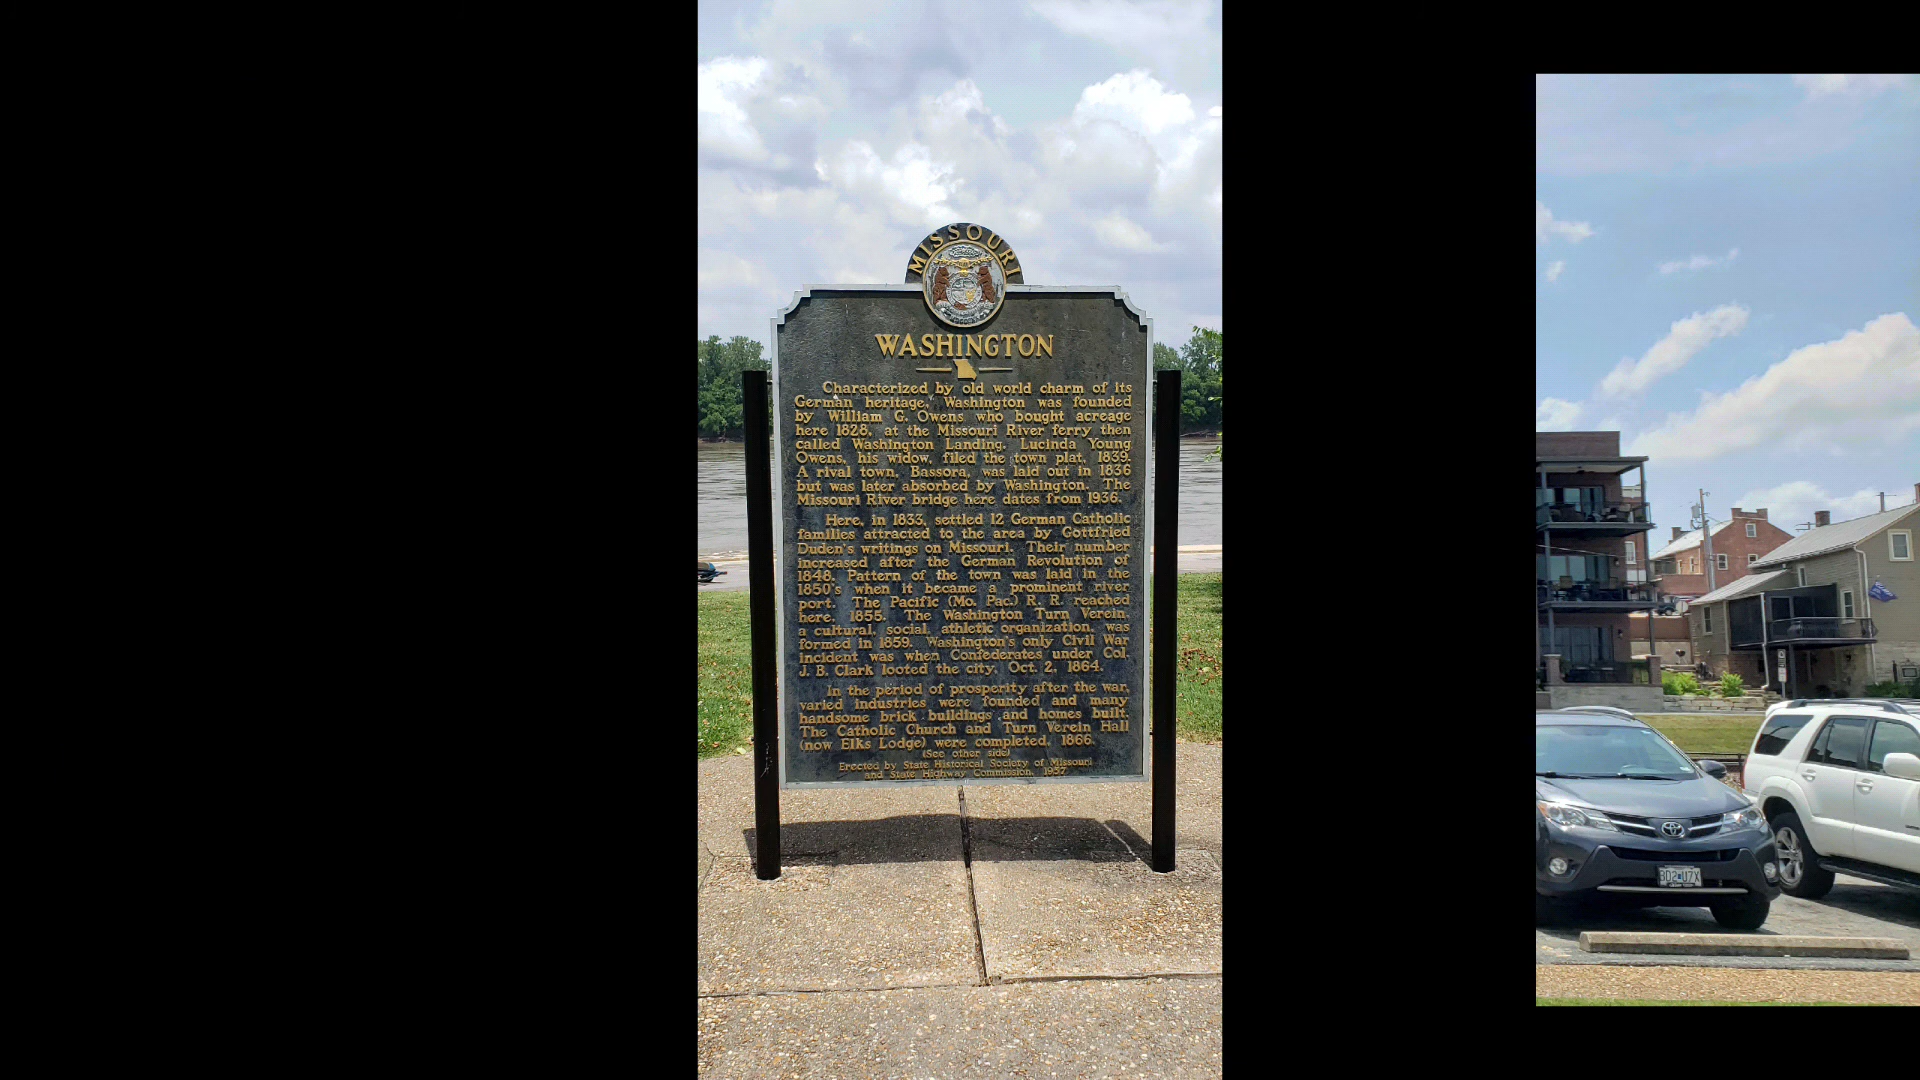 MISSOURI
WASHINGTON
Characterized by old world charm of its
German heritage, Washington was founded
by William G. Owens who bought acreage
here 1828, at the Missouri River ferry then
called Washington Landing. Lucinda Young
Owens, his widow, filed the town plat, 1839.
A rival town, Bassora, was laid out in 1836
but was later absorbed by Washington. The
Missouri River bridge here dates from 1936.
Here, in 1833, settled 12 German Catholic
families attracted to the area by Gottfried
Duden's writings on Missouri. Their number
increased after the German Revolution of
1848. Pattern of the town was laid in the
1850's when it became a prominent river
port. The Pacific (Mo. Pac.) R. R. reached
here, 1855. The Washington Turn Verein,
a cultural, social, athletic organization, was
formed in 1859. Washington's only Civil War
incident was when Confederates under Col.
J. B. Clark looted the city, Oct. 2, 1864.
In the period of prosperity after the war,
varied industries were founded and many
handsome brick buildings and homes built.
The Catholic Church and Turn Verein Hall
(now Elks Lodge) were completed, 1866.
(See other side)
Erected by State Historical Society of Missouri
and State Highway Commission, 1957
BD2 U7X